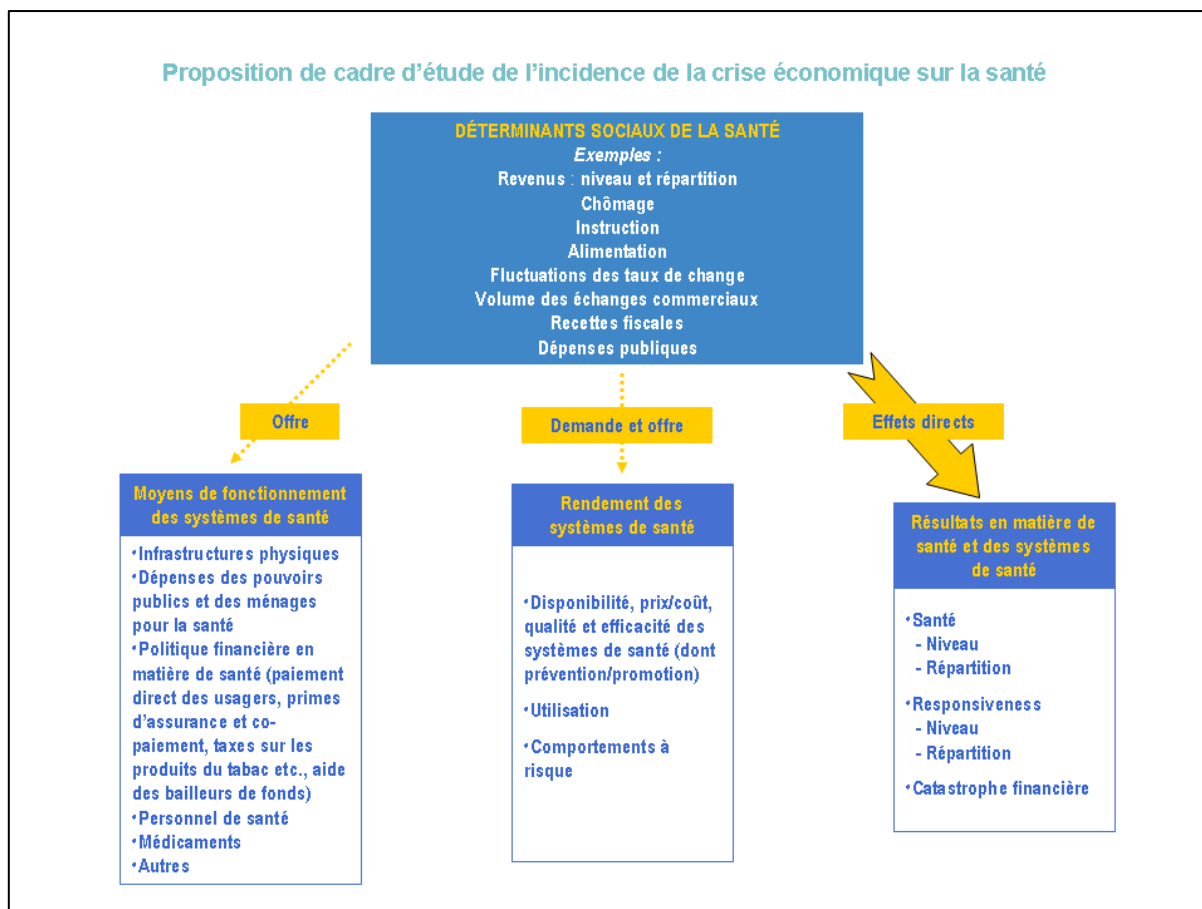 Proposition de cadre d'étude de l'incidence de la crise économique sur la santé
DÉTERMINANTS SOCIAUX DE LA SANTÉ
Exemples :
Revenus : niveau et répartition
Chômage
Instruction
Alimentation
Fluctuations des taux de change
Volume des échanges commerciaux
Recettes fiscales
Dépenses publiques
Offre
Demande et offre
Effets directs
Moyens de fonctionnement
des systèmes de santé
•Infrastructures physiques
•Dépenses des pouvoirs
publics et des ménages
pour la santé
•Politique financière en
matière de santé (paiement
direct des usagers, primes
d'assurance et co-
paiement, taxes sur les
produits du tabac etc., aide
des bailleurs de fonds)
•Personnel de santé
•Médicaments
•Autres
Rendement des
systèmes de santé
•Disponibilité, prix/coût,
qualité et efficacité des
systèmes de santé (dont
prévention/promotion)
•Utilisation
•Comportements à
risque
Résultats en matière de
santé et des systèmes
de santé
•Santé
- Niveau
- Répartition
•Responsiveness
- Niveau
- Répartition
•Catastrophe financière